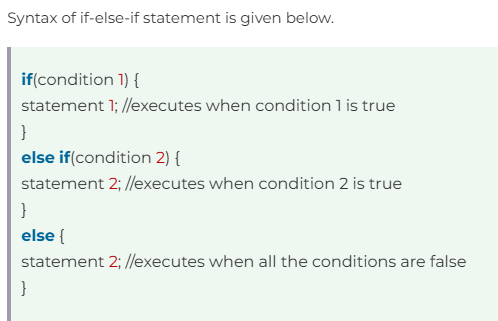 Syntax of if-else-if statement is given below.
if(condition 1) {
statement 1; //executes when condition 1 is true
}
else if(condition 2) {
statement 2; //executes when condition 2 is true
}
else {
statement 2; //executes when all the conditions are false
}